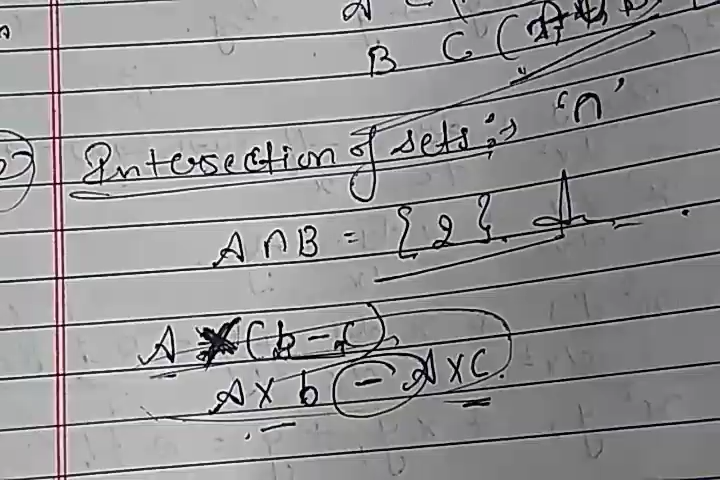 B C (
Intersection of sets :→ '∩'
A ∩ B = {2}
A × (b - c)
A × b - A × c.